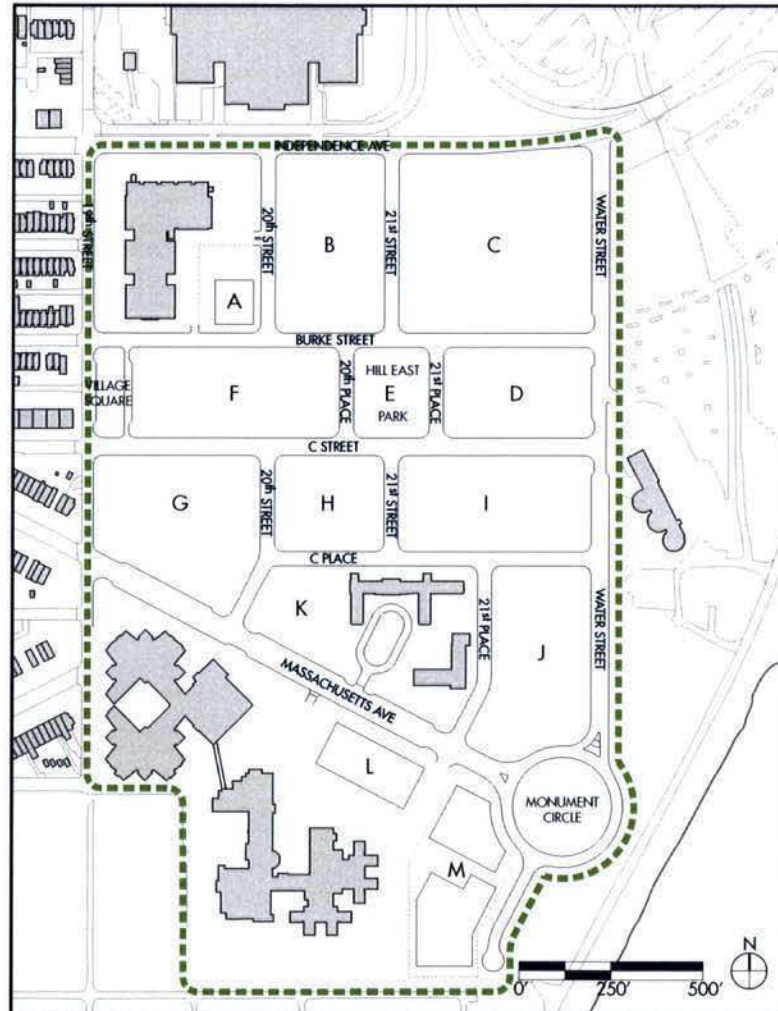 INDEPENDENCE AVE
19th STREET
20th STREET
21st STREET
WATER STREET
B
C
A
BURKE STREET
VILLAGE
SQUARE
F
20th PLACE
HILL EAST
E
PARK
21st PLACE
D
C STREET
G
20th STREET
H
21st STREET
I
C PLACE
K
21st PLACE
J
WATER STREET
MASSACHUSETTS AVE
L
MONUMENT
CIRCLE
M
N
0' 250' 500'